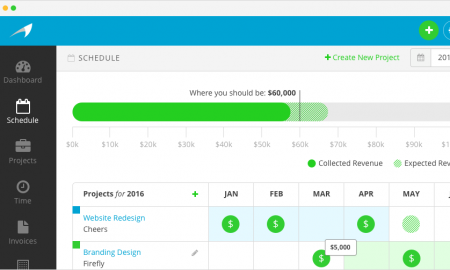 201
SCHEDULE
+ Create New Project
Dashboard
Schedule
Projects
Time
Invoices
Where you should be: $60,000
$0k $10k $20k $30k $40k $50k $60k $70k $80k $90k
Collected Revenue Expected Rev
Projects for 2016 + JAN FEB MAR APR MAY
Website Redesign
Cheers
$ $ $
$5,000
Branding Design
Firefly
$ $